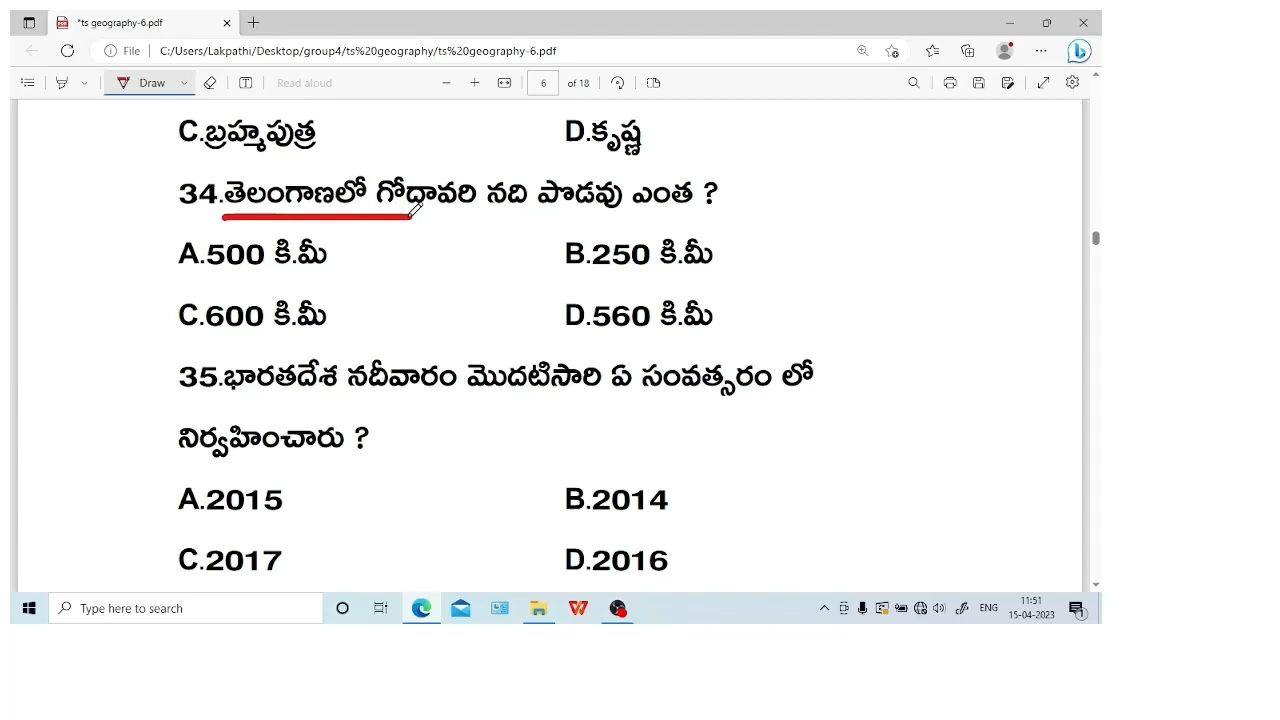 *ts geography-6.pdf
File C:/Users/Lakpathi/Desktop/group4/ts%20geography/ts%20geography-6.pdf
Draw Read aloud 6 of 18
C.బ్రహ్మపుత్ర D.కృష్ణ
34.తెలంగాణలో గోదావరి నది పొడవు ఎంత ?
A.500 కి.మీ B.250 కి.మీ
C.600 కి.మీ D.560 కి.మీ
35.భారతదేశ నదీవారం మొదటిసారి ఏ సంవత్సరం లో
నిర్వహించారు ?
A.2015 B.2014
C.2017 D.2016
Type here to search ENG 11:51
15-04-2023 1